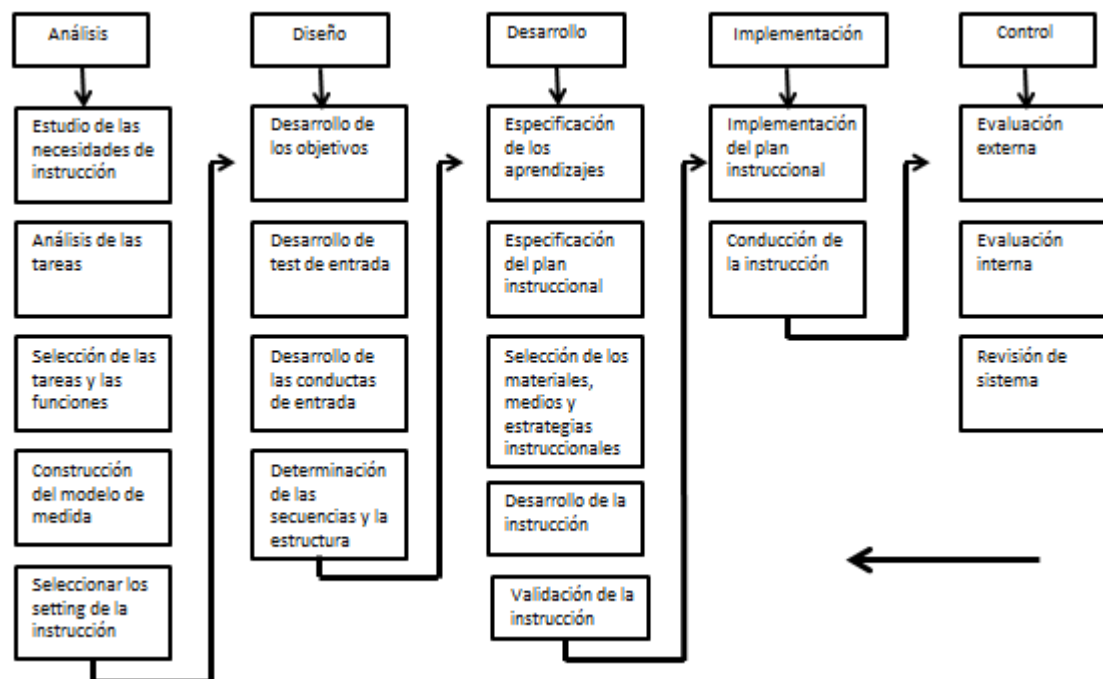 Análisis
Estudio de las
necesidades de
instrucción
Análisis de las
tareas
Selección de las
tareas y las
funciones
Construcción
del modelo de
medida
Seleccionar los
setting de la
instrucción
Diseño
Desarrollo de
los objetivos
Desarrollo de
test de entrada
Desarrollo de
las conductas
de entrada
Determinación
de las
secuencias y la
estructura
Desarrollo
Especificación
de los
aprendizajes
Especificación
del plan
instruccional
Selección de los
materiales,
medios y
estrategias
instruccionales
Desarrollo de la
instrucción
Validación de la
instrucción
Implementación
Implementación
del plan
instruccional
Conducción de
la instrucción
Control
Evaluación
externa
Evaluación
interna
Revisión de
sistema